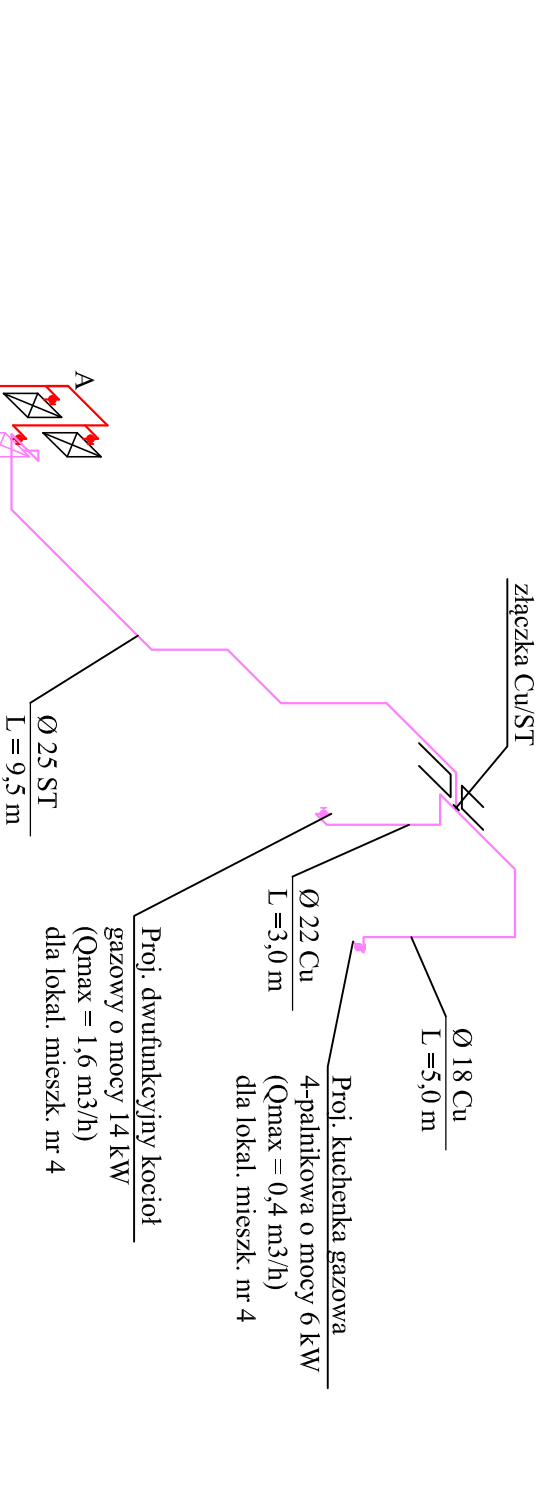 A
złączka Cu/ST
Ø 25 ST
L = 9,5 m
Ø 22 Cu
L =3,0 m
Ø 18 Cu
L =5,0 m
Proj. dwufunkcyjny kocioł
gazowy o mocy 14 kW
(Qmax = 1,6 m3/h)
dla lokal. mieszk. nr 4
Proj. kuchenka gazowa
4-palnikowa o mocy 6 kW
(Qmax = 0,4 m3/h)
dla lokal. mieszk. nr 4